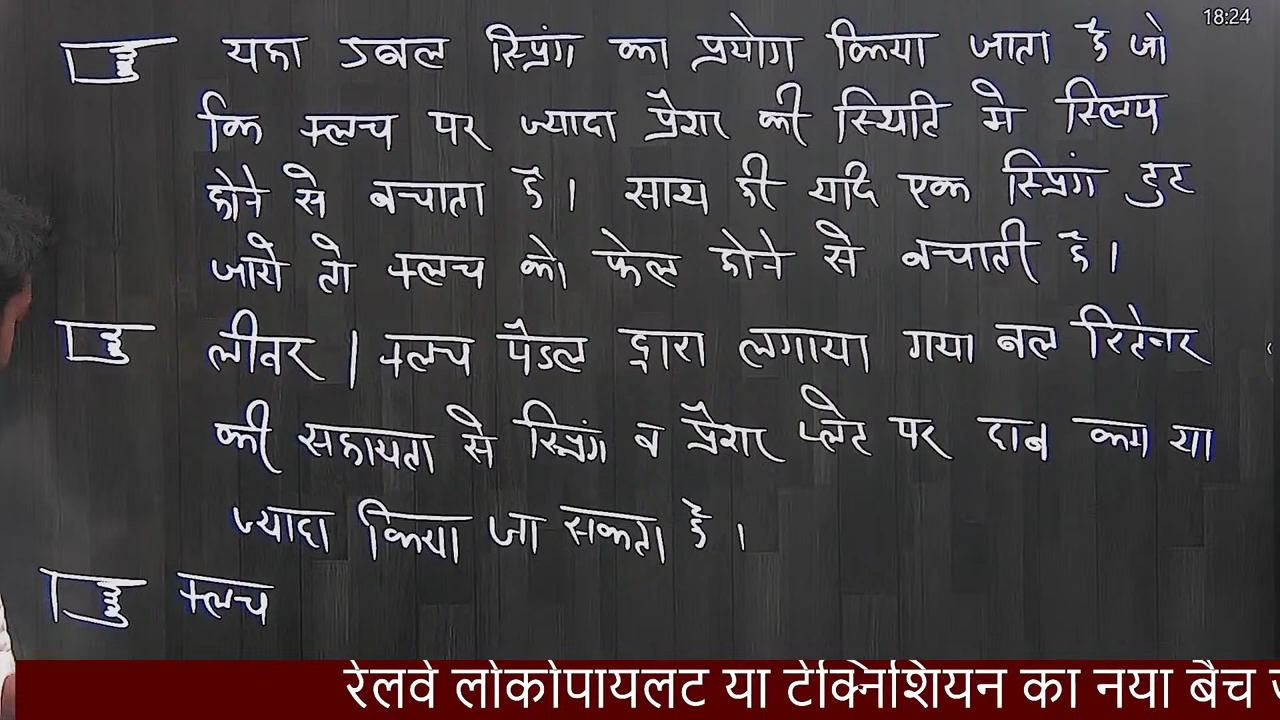 18:24
यहा डबल स्प्रिंग का प्रयोग किया जाता है जो
कि क्लच पर ज्यादा प्रैशर की स्थिति मे स्लिप
होने से बचाता है। साथ ही यदि एक स्प्रिंग टुट
जाये तो क्लच को फेल होने से बचाती है।
लीवर / क्लच पैडल द्वारा लगाया गया बल रिटेनर
की सहायता से स्प्रिंग व प्रैशर प्लेट पर दाब कम या
ज्यादा किया जा सकता है।
क्लच
रेलवे लोकोपायलट या टेक्निशियन का नया बैच